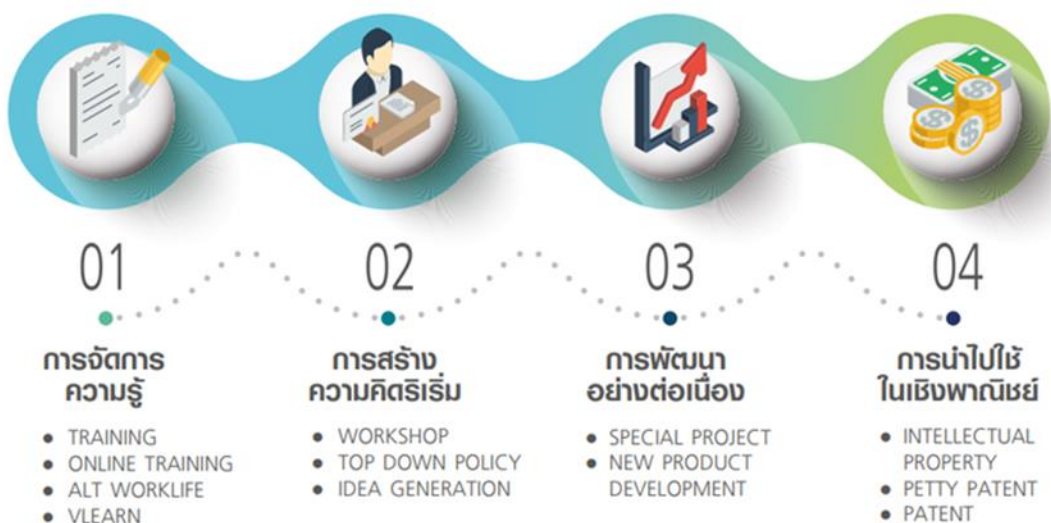 01
การจัดการ
ความรู้
● TRAINING
● ONLINE TRAINING
● ALT WORKLIFE
● VLEARN
02
การสร้าง
ความคิดริเริ่ม
● WORKSHOP
● TOP DOWN POLICY
● IDEA GENERATION
03
การพัฒนา
อย่างต่อเนื่อง
● SPECIAL PROJECT
● NEW PRODUCT
DEVELOPMENT
04
การนำไปใช้
ในเชิงพาณิชย์
● INTELLECTUAL
PROPERTY
● PETTY PATENT
● PATENT